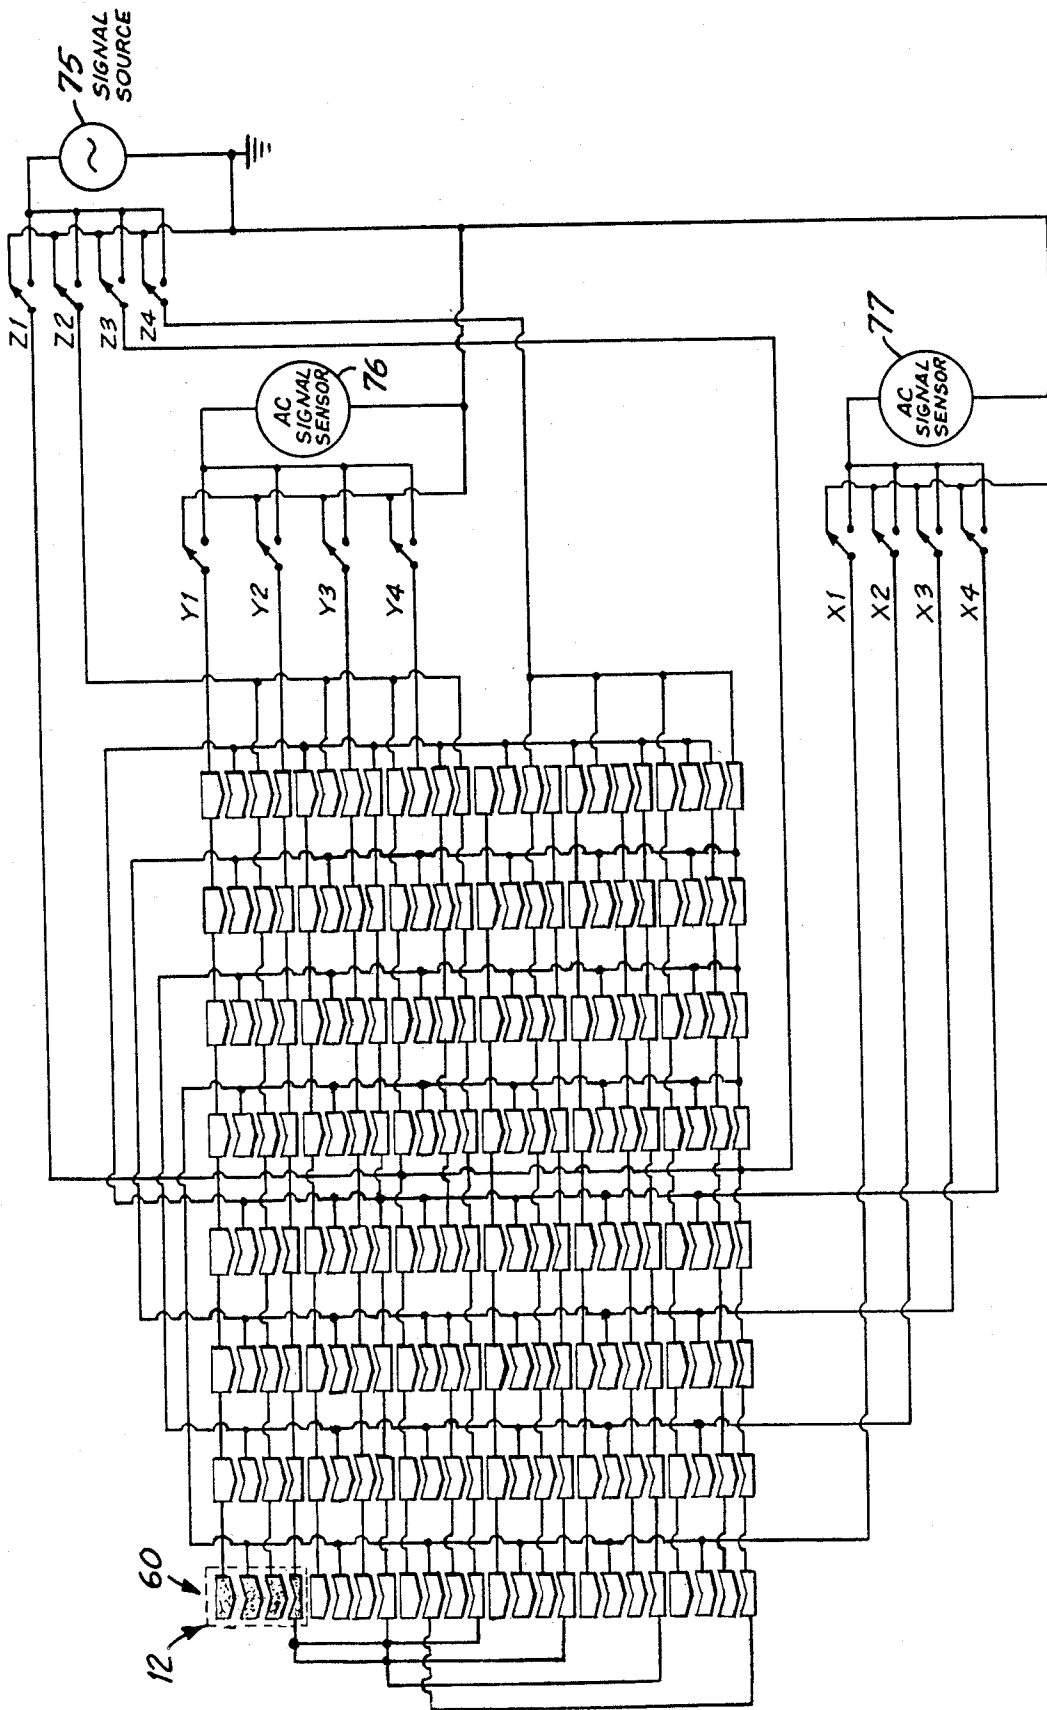 75
SIGNAL
SOURCE
Z1
Z2
Z3
Z4
AC
SIGNAL
SENSOR
76
Y1
Y2
Y3
Y4
AC
SIGNAL
SENSOR
77
X1
X2
X3
X4
60
12